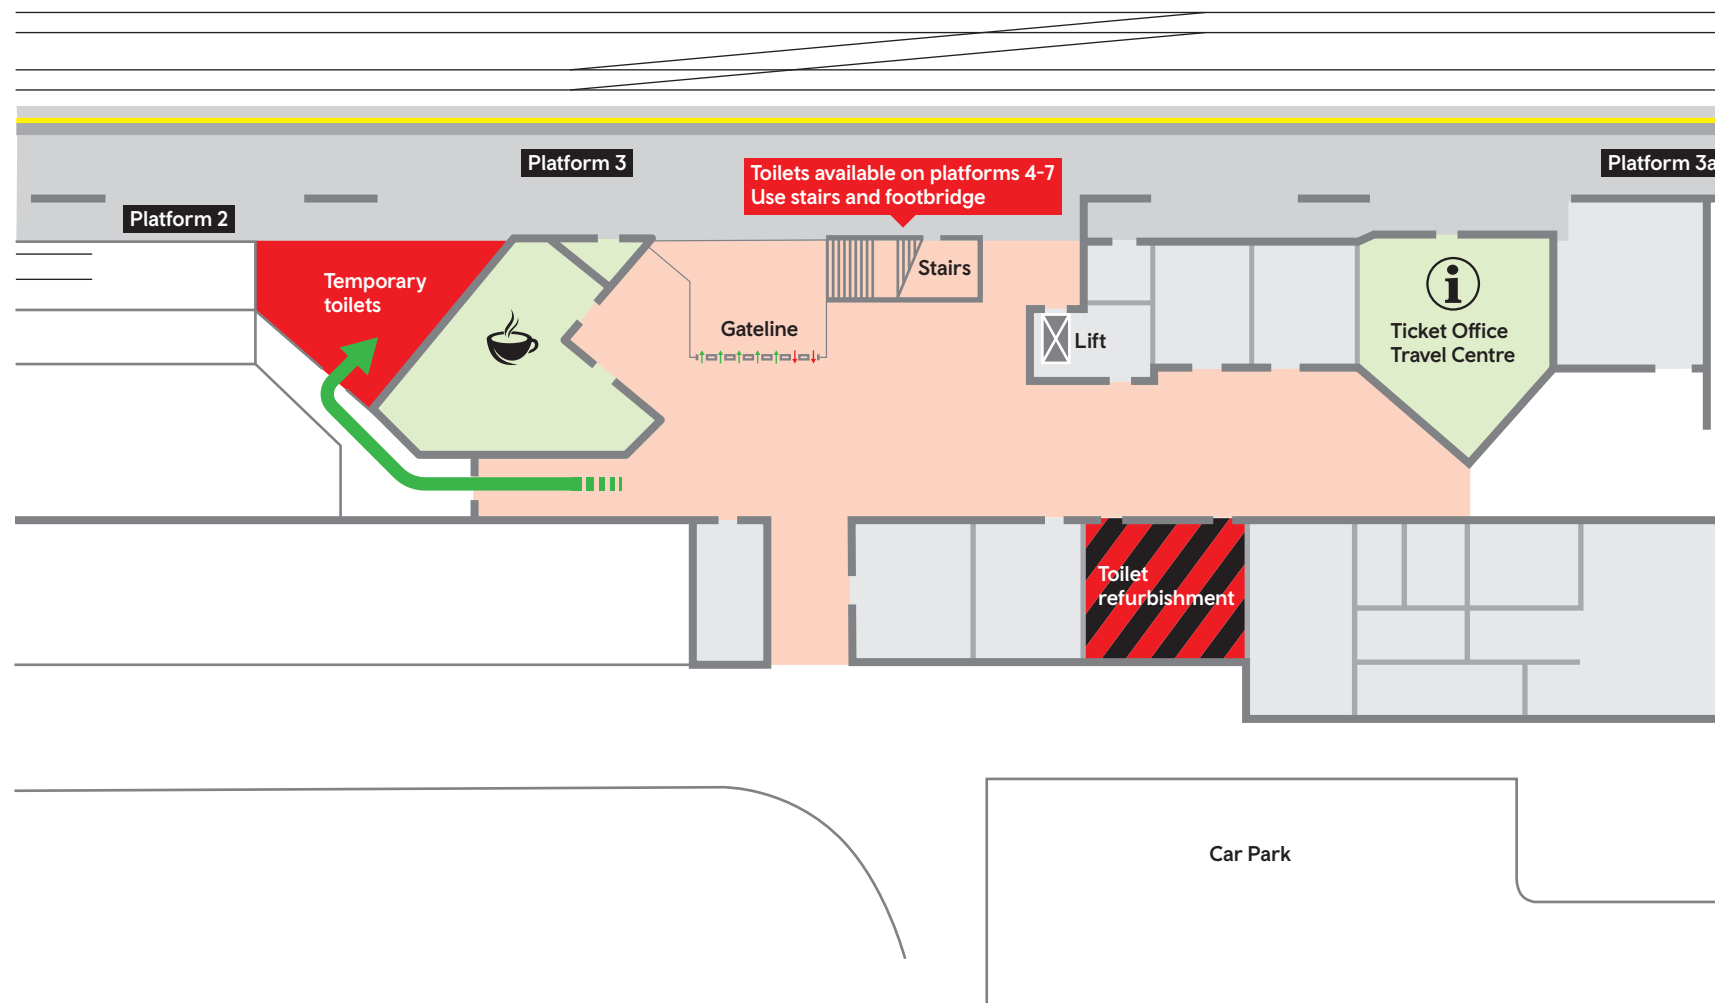 Platform 3
Toilets available on platforms 4-7
Use stairs and footbridge
Platform 3a
Platform 2
Temporary
toilets
Stairs
Gateline
Lift
i
Ticket Office
Travel Centre
Toilet
refurbishment
Car Park